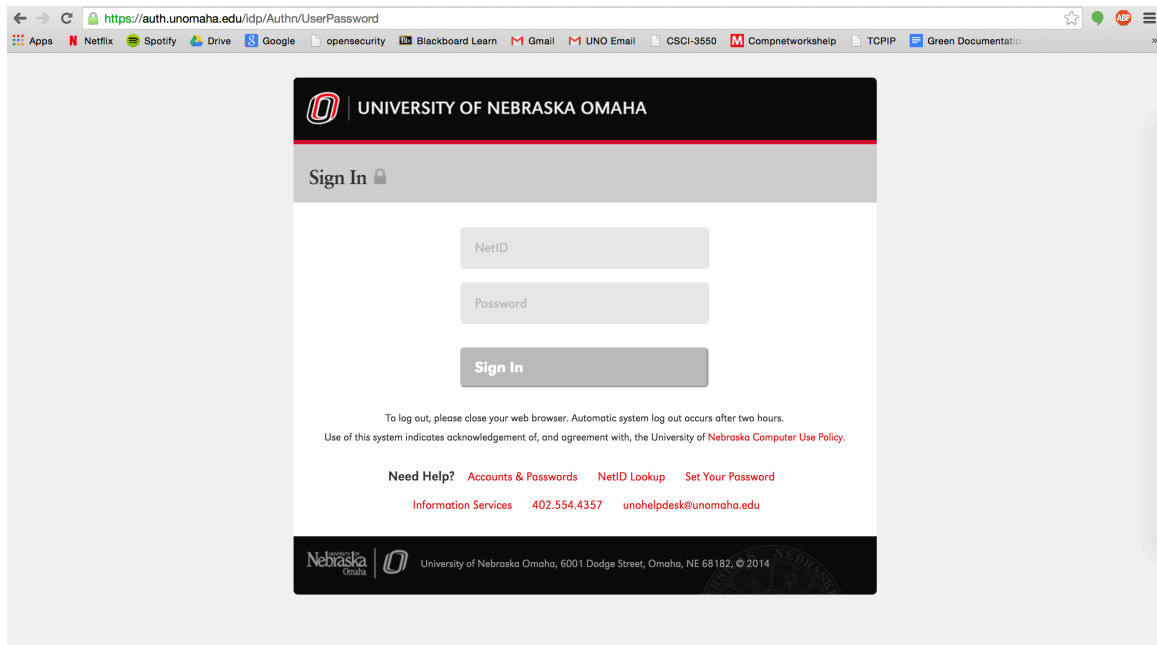 https://auth.unomaha.edu/idp/Authn/UserPassword
ABP
Apps N Netflix Spotify Drive 8 Google opensecurity Bb Blackboard Learn Gmail UNO Email CSCI-3550 M Compnetworkshelp TCPIP Green Documentatio »
UNIVERSITY OF NEBRASKA OMAHA
Sign In
NetID
Password
Sign In
To log out, please close your web browser. Automatic system log out occurs after two hours.
Use of this system indicates acknowledgement of, and agreement with, the University of Nebraska Computer Use Policy.
Need Help? Accounts & Passwords NetID Lookup Set Your Password
Information Services 402.554.4357 unohelpdesk@unomaha.edu
UNIVERSITY OF
Nebraska
Omaha
University of Nebraska Omaha, 6001 Dodge Street, Omaha, NE 68182, © 2014